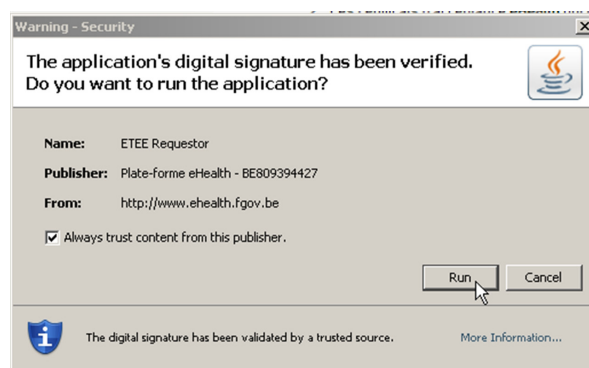 Warning - Security
The application's digital signature has been verified.
Do you want to run the application?
Name: ETEE Requestor
Publisher: Plate-forme eHealth - BE809394427
From: http://www.ehealth.fgov.be
Always trust content from this publisher.
Run Cancel
The digital signature has been validated by a trusted source. More Information...